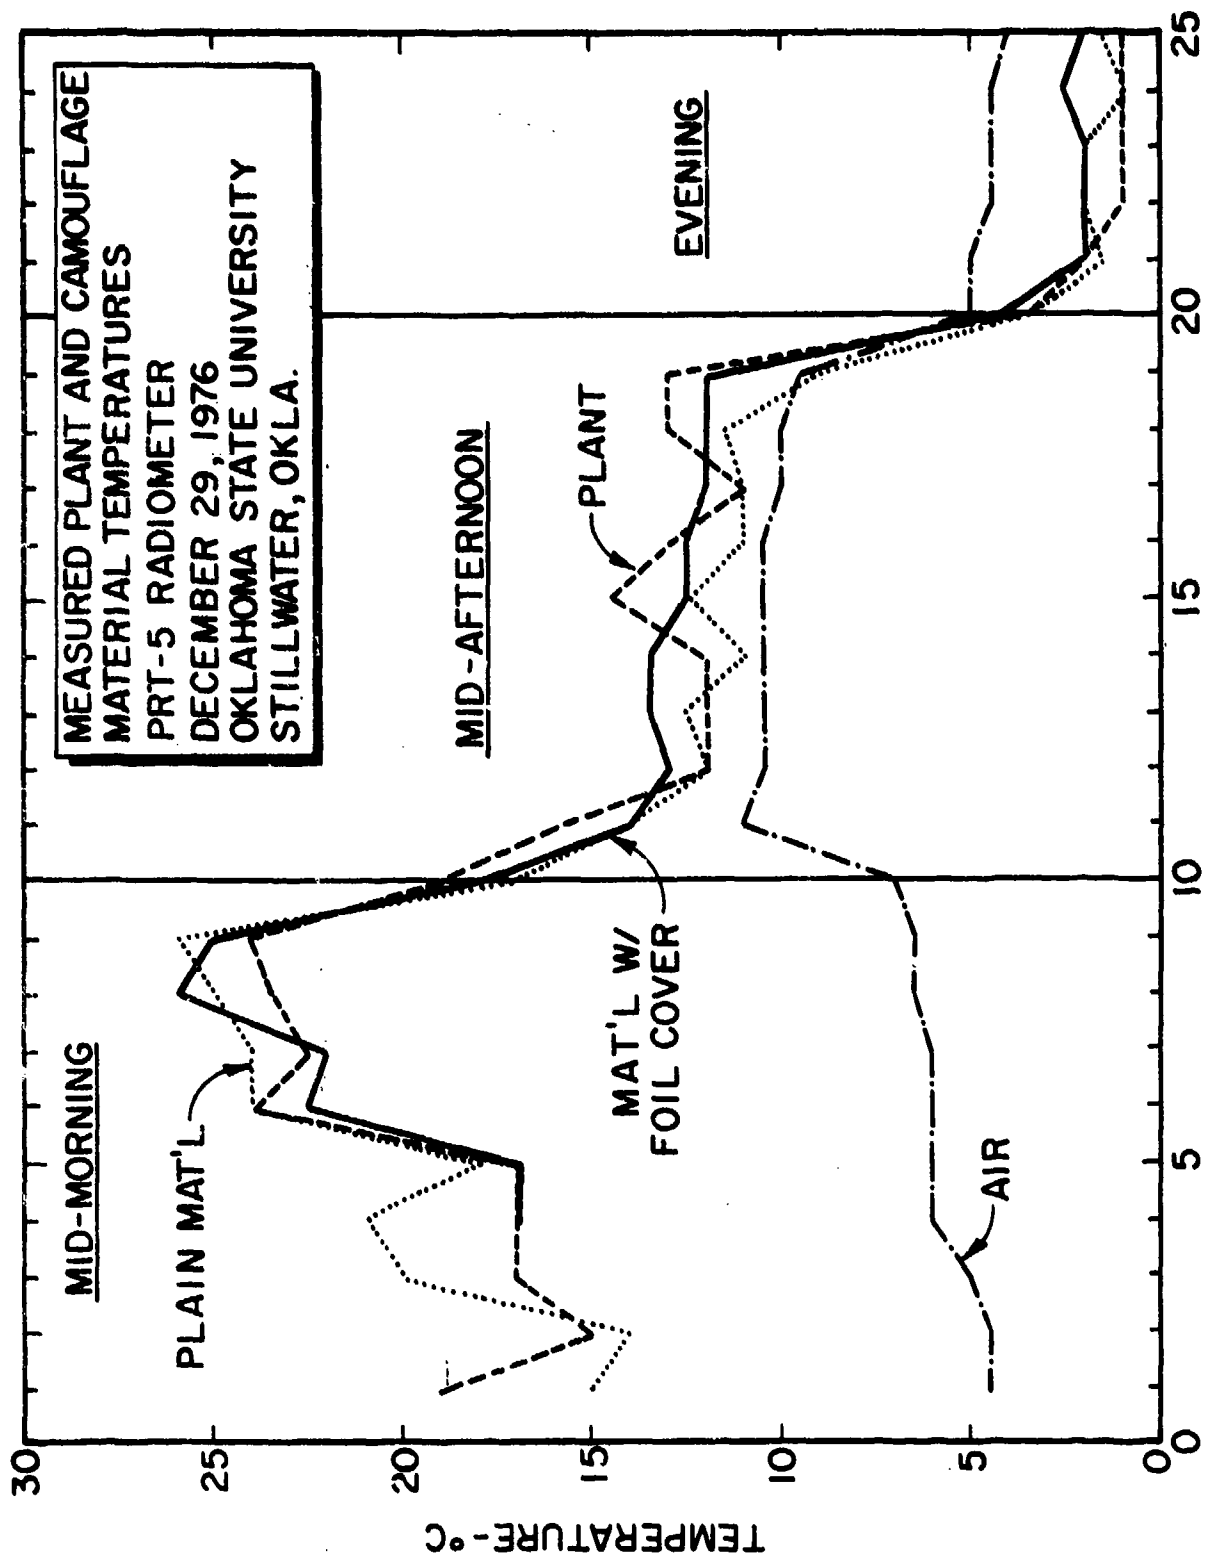 MEASURED PLANT AND CAMOUFLAGE
MATERIAL TEMPERATURES
PRT-5 RADIOMETER
DECEMBER 29, 1976
OKLAHOMA STATE UNIVERSITY
STILLWATER, OKLA.
MID-MORNING
MID-AFTERNOON
EVENING
PLAIN MAT'L
PLANT
MAT'L W/
FOIL COVER
AIR
TEMPERATURE-°C
30
25
20
15
10
5
0
0
5
10
15
20
25